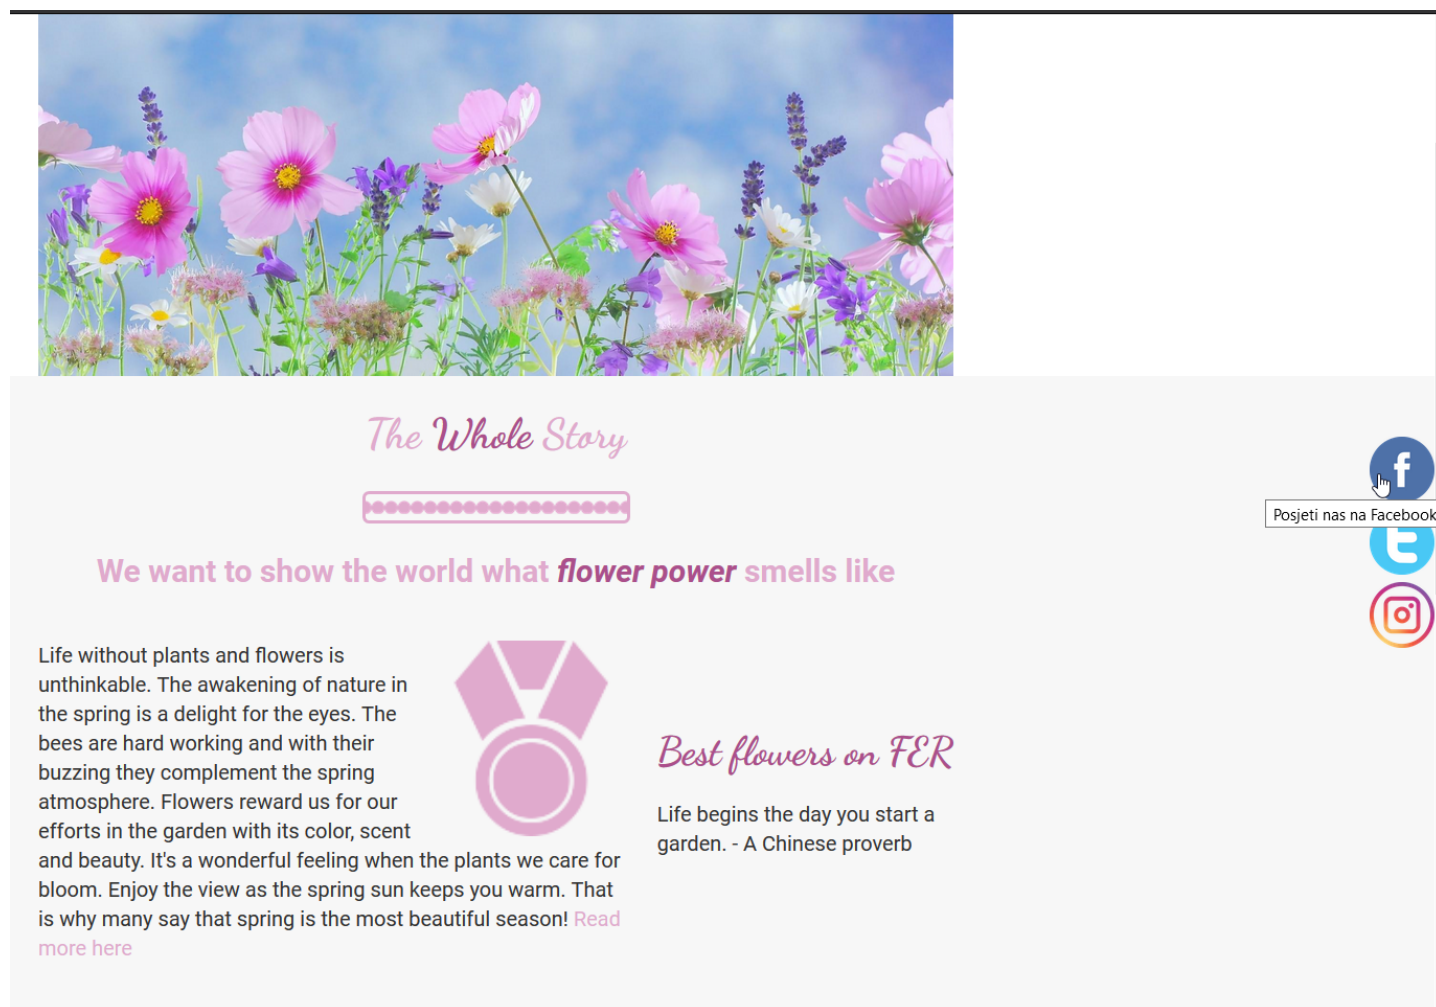 The Whole Story
We want to show the world what flower power smells like
Life without plants and flowers is
unthinkable. The awakening of nature in
the spring is a delight for the eyes. The
bees are hard working and with their
buzzing they complement the spring
atmosphere. Flowers reward us for our
efforts in the garden with its color, scent
and beauty. It's a wonderful feeling when the plants we care for
bloom. Enjoy the view as the spring sun keeps you warm. That
is why many say that spring is the most beautiful season! Read
more here
Best flowers on FER
Life begins the day you start a
garden. - A Chinese proverb
f
Posjeti nas na Facebook
t